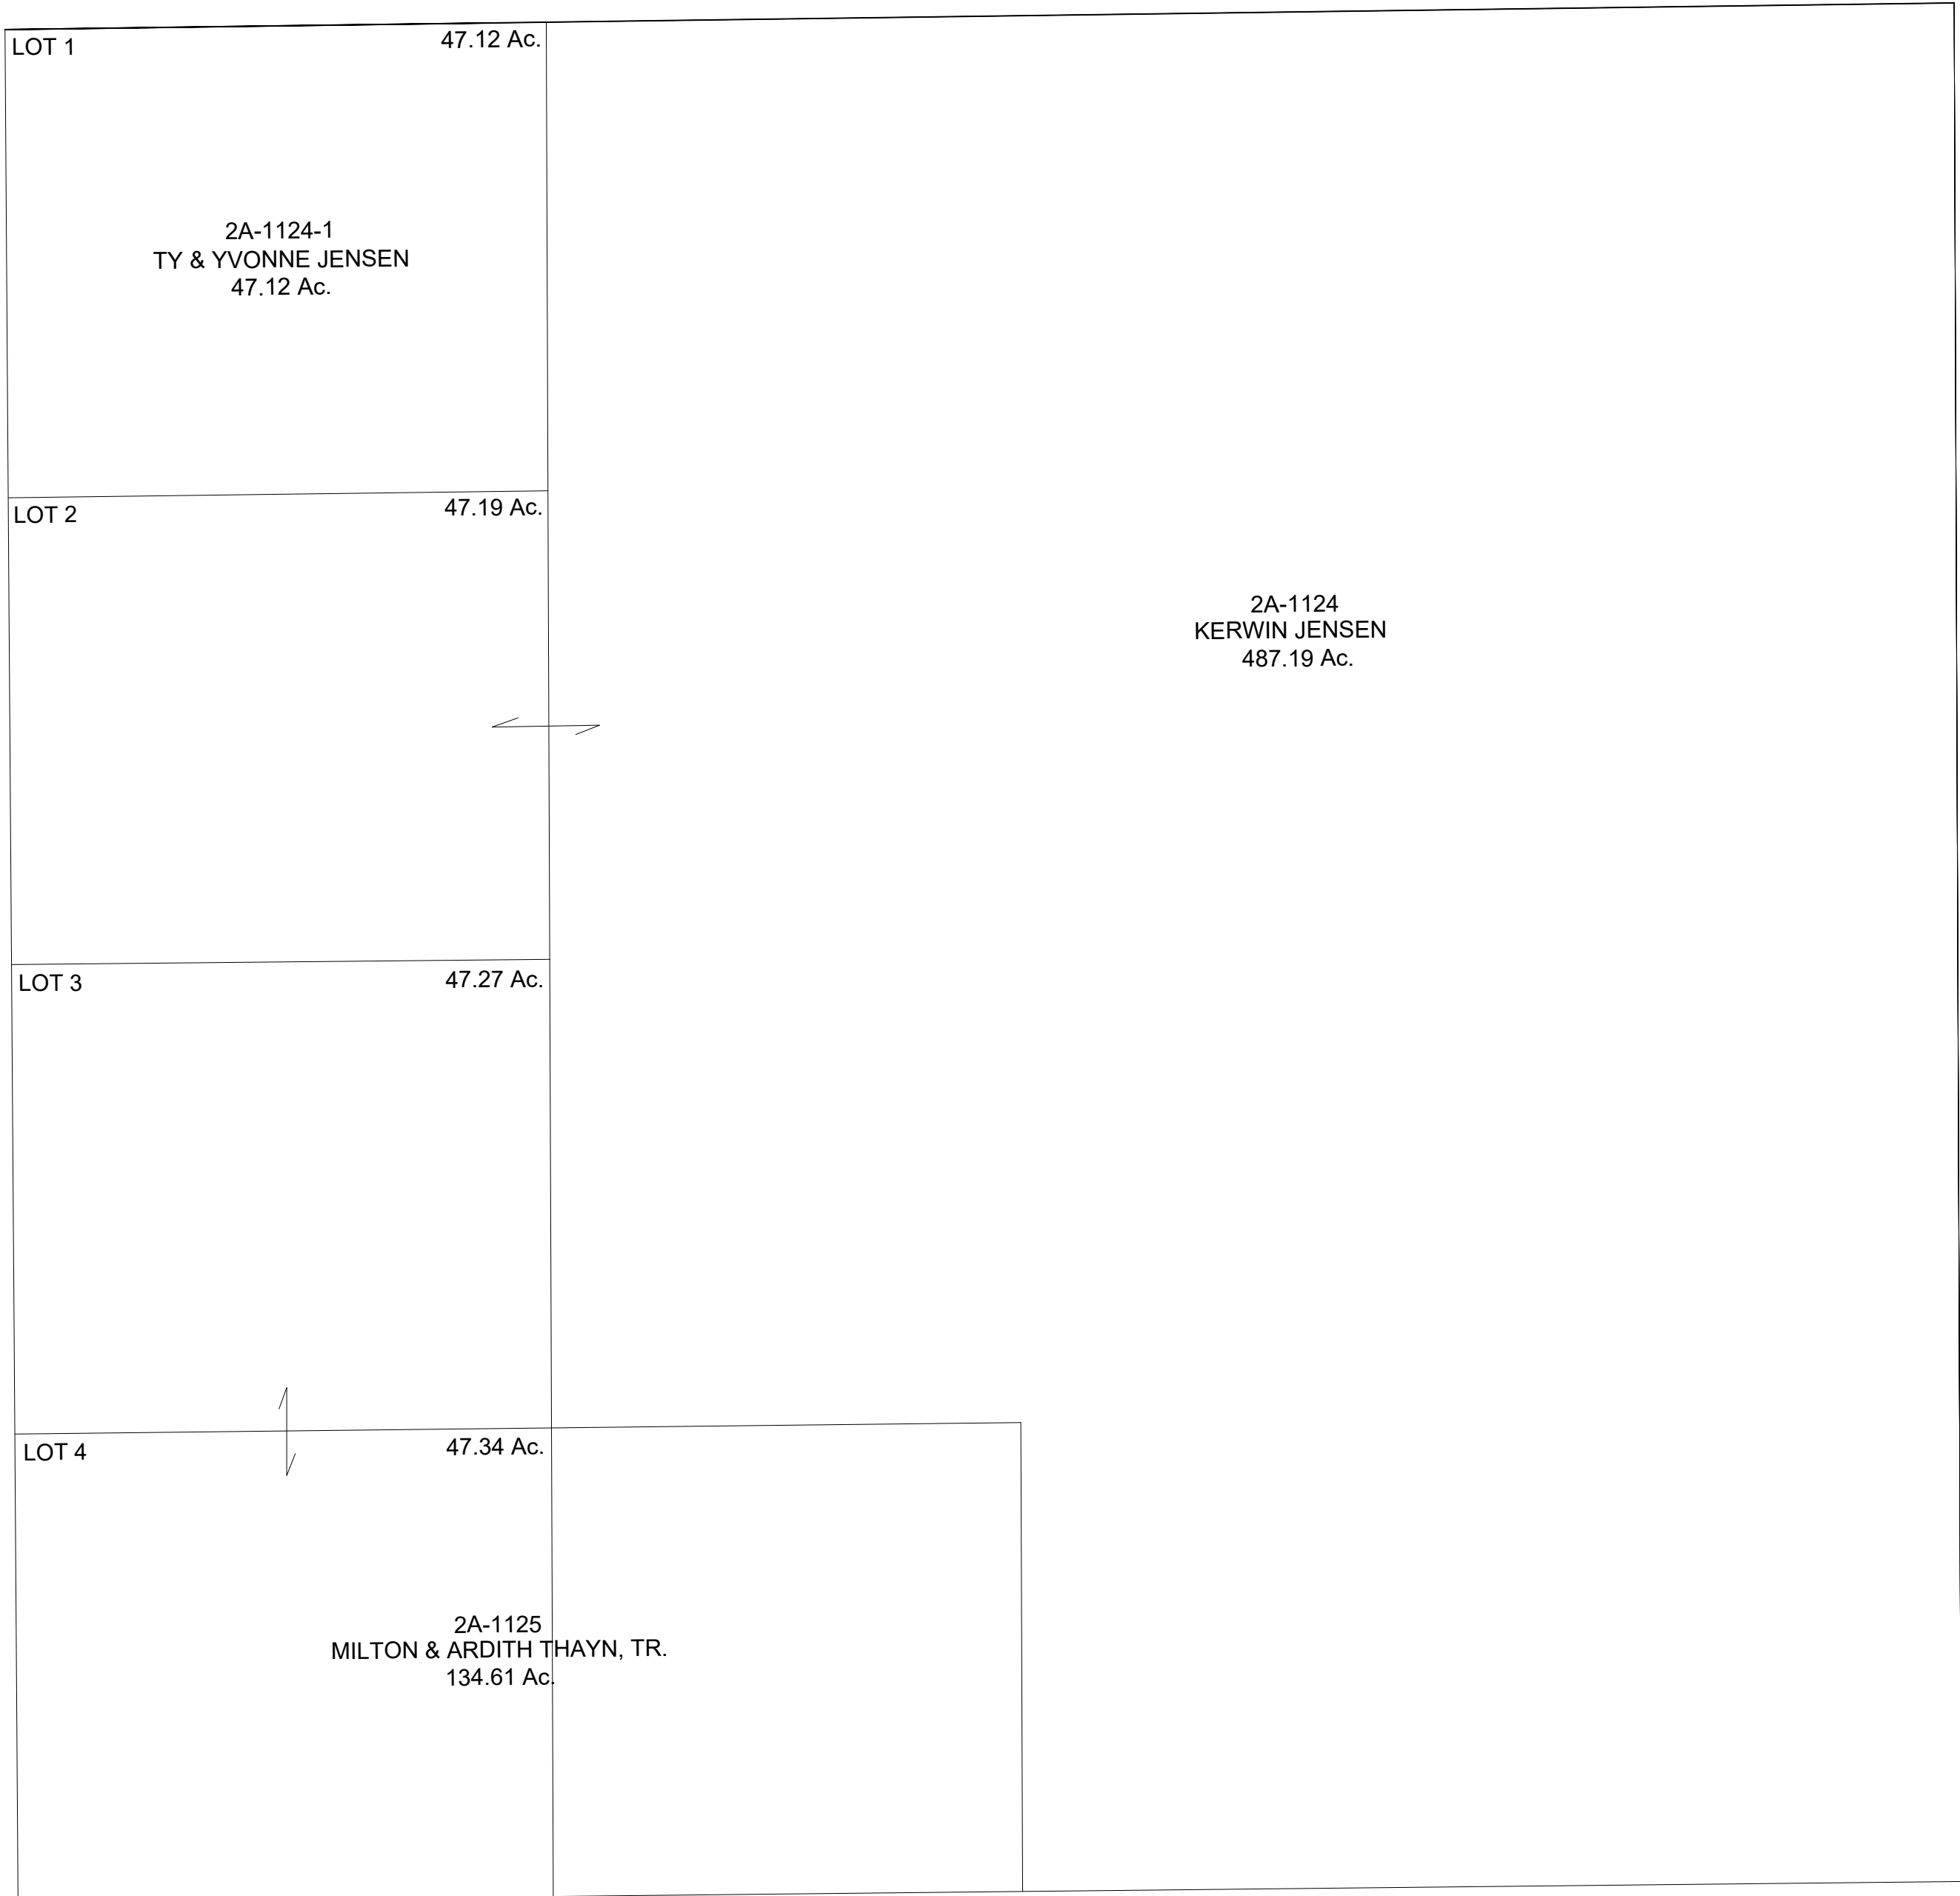 LOT 1
47.12 Ac.
2A-1124-1
TY & YVONNE JENSEN
47.12 Ac.
LOT 2
47.19 Ac.
2A-1124
KERWIN JENSEN
487.19 Ac.
LOT 3
47.27 Ac.
LOT 4
47.34 Ac.
2A-1125
MILTON & ARDITH THAYN, TR.
134.61 Ac.